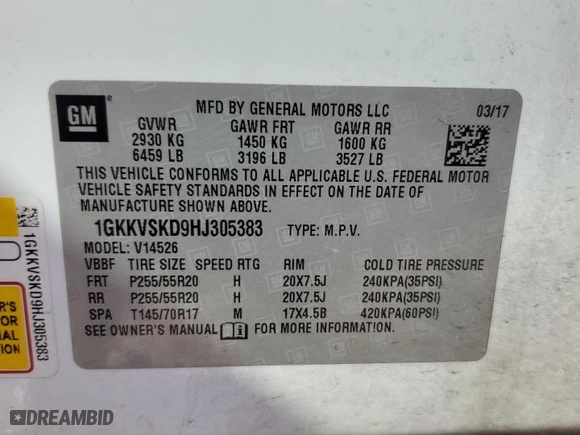 GM
MFD BY GENERAL MOTORS LLC 03/17
GVWR GAWR FRT GAWR RR
2930 KG 1450 KG 1600 KG
6459 LB 3196 LB 3527 LB
THIS VEHICLE CONFORMS TO ALL APPLICABLE U.S. FEDERAL MOTOR
VEHICLE SAFETY STANDARDS IN EFFECT ON THE DATE OF
MANUFACTURE SHOWN ABOVE.
1GKKVSKD9HJ305383 TYPE: M.P.V.
MODEL: V14526
VBBF TIRE SIZE SPEED RTG RIM COLD TIRE PRESSURE
FRT P255/55R20 H 20X7.5J 240KPA(35PSI)
RR P255/55R20 H 20X7.5J 240KPA(35PSI)
SPA T145/70R17 M 17X4.5B 420KPA(60PSI)
SEE OWNER'S MANUAL FOR MORE INFORMATION
1GKKVSKD9HJ305383
DREAMBID